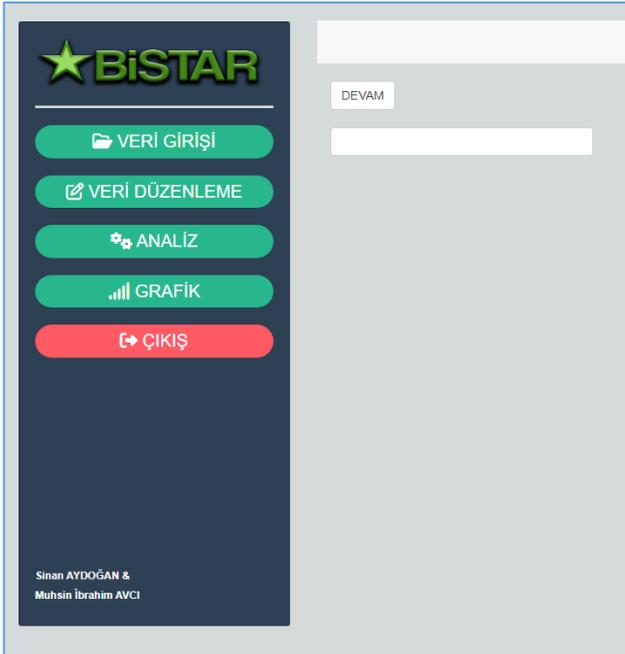 BiSTAR
VERİ GİRİŞİ
VERİ DÜZENLEME
ANALİZ
GRAFİK
ÇIKIŞ
Sinan AYDOĞAN &
Muhsin İbrahim AVCI
DEVAM